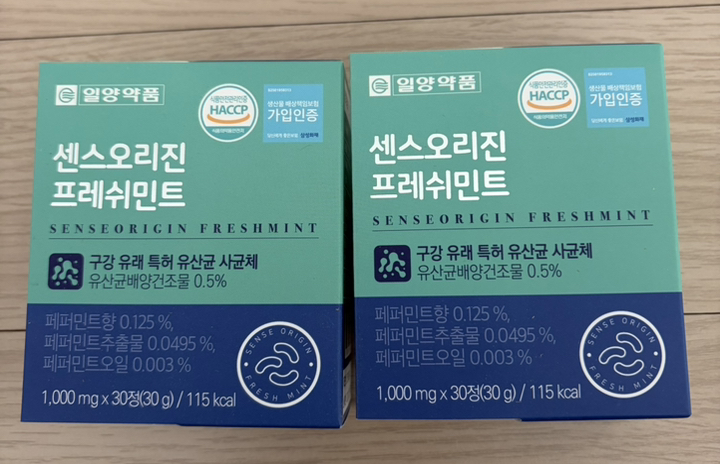 일양약품
식품안전관리인증
HACCP
식품의약품안전처
생산물 배상책임보험
가입인증
삼성화재
센스오리진
프레쉬민트
SENSEORIGIN FRESHMINT
구강 유래 특허 유산균 사균체
유산균배양건조물 0.5%
페퍼민트향 0.125 %,
페퍼민트추출물 0.0495 %,
페퍼민트오일 0.003 %
SENSE ORIGIN
FRESH MINT
1,000 mg x 30정(30 g) / 115 kcal
일양약품
식품안전관리인증
HACCP
식품의약품안전처
생산물 배상책임보험
가입인증
삼성화재
센스오리진
프레쉬민트
SENSEORIGIN FRESHMINT
구강 유래 특허 유산균 사균체
유산균배양건조물 0.5%
페퍼민트향 0.125 %,
페퍼민트추출물 0.0495 %,
페퍼민트오일 0.003 %
SENSE ORIGIN
FRESH MINT
1,000 mg x 30정(30 g) / 115 kcal